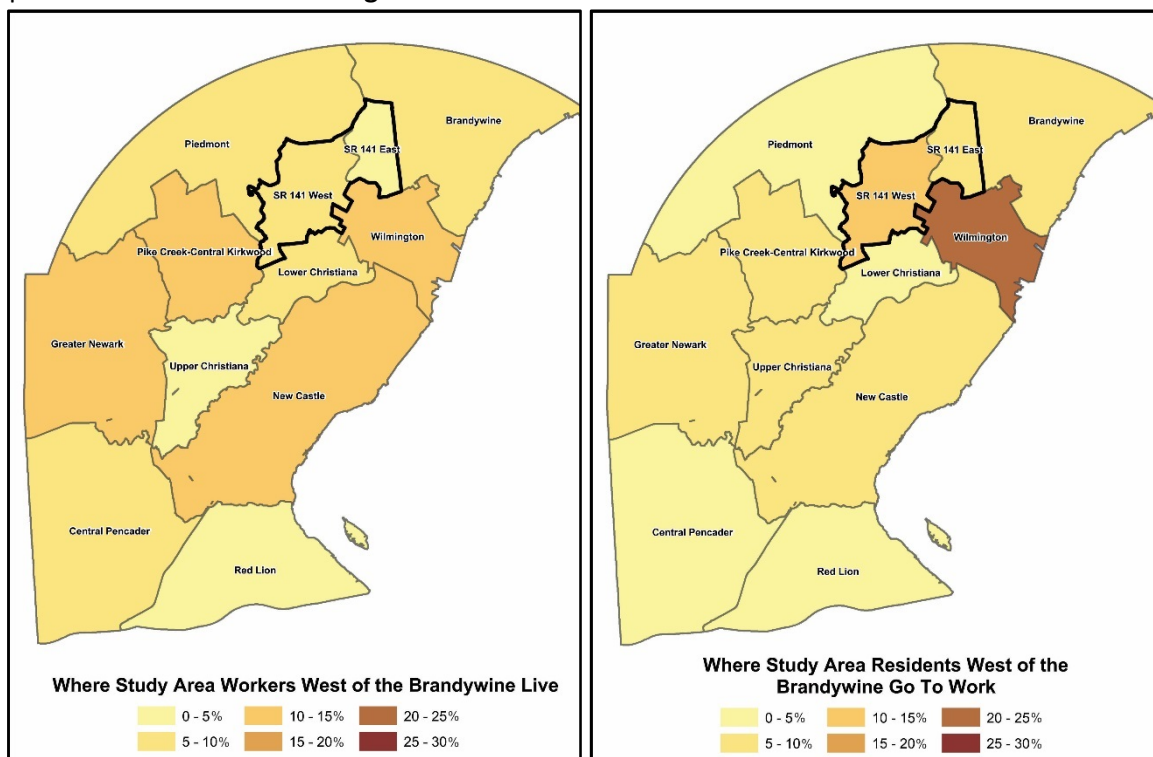 Piedmont
Brandywine
SR 141 East
SR 141 West
Wilmington
Pike Creek-Central Kirkwood
Lower Christiana
Greater Newark
Upper Christiana
New Castle
Central Pencader
Red Lion
Where Study Area Workers West of the Brandywine Live
0 - 5% 10 - 15% 20 - 25%
5 - 10% 15 - 20% 25 - 30%
Piedmont
Brandywine
SR 141 East
SR 141 West
Wilmington
Pike Creek-Central Kirkwood
Lower Christiana
Greater Newark
Upper Christiana
New Castle
Central Pencader
Red Lion
Where Study Area Residents West of the
Brandywine Go To Work
0 - 5% 10 - 15% 20 - 25%
5 - 10% 15 - 20% 25 - 30%